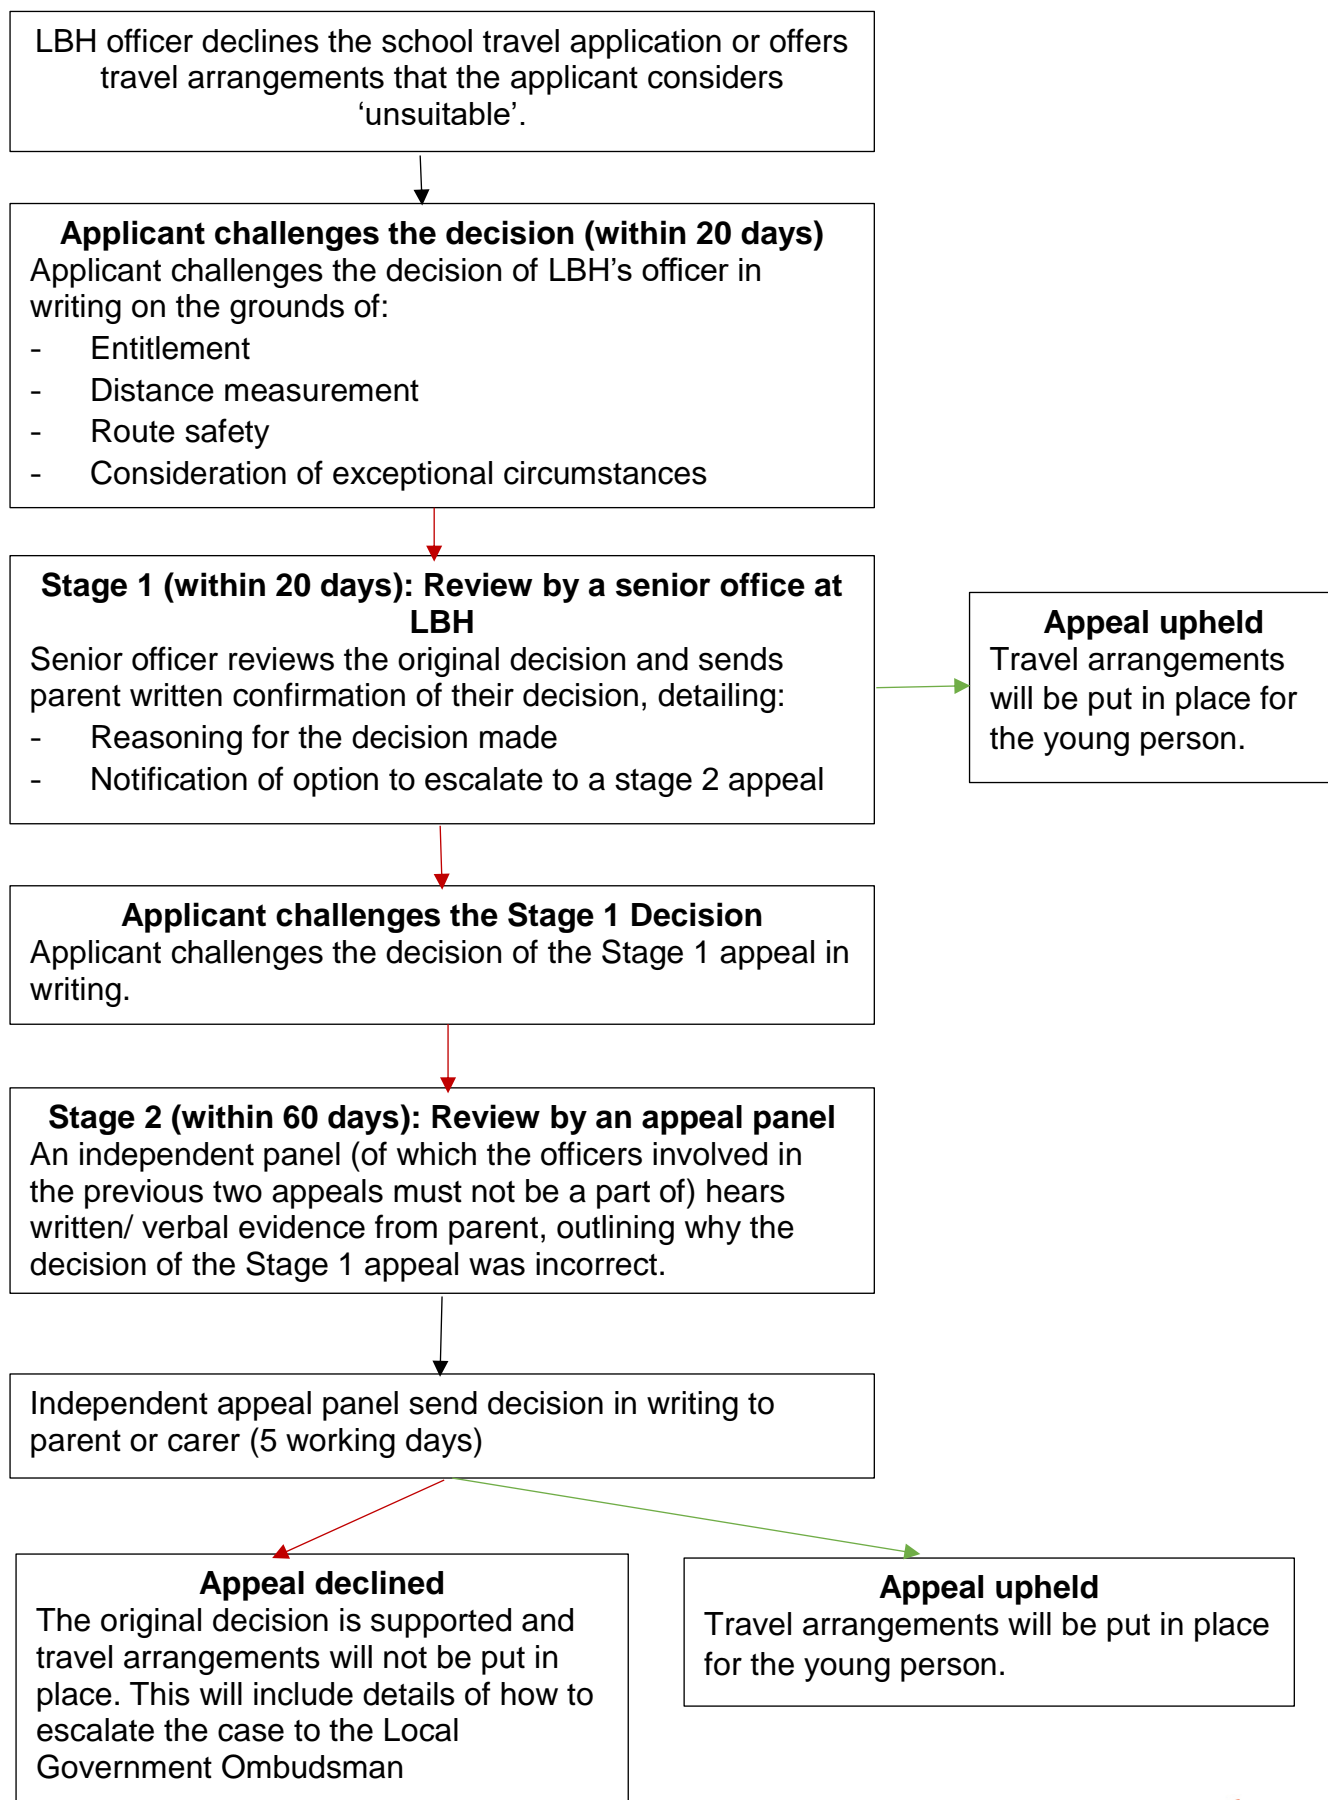 LBH officer declines the school travel application or offers
travel arrangements that the applicant considers
‘unsuitable’.
Applicant challenges the decision (within 20 days)
Applicant challenges the decision of LBH’s officer in
writing on the grounds of:
- Entitlement
- Distance measurement
- Route safety
- Consideration of exceptional circumstances
Stage 1 (within 20 days): Review by a senior office at
LBH
Senior officer reviews the original decision and sends
parent written confirmation of their decision, detailing:
- Reasoning for the decision made
- Notification of option to escalate to a stage 2 appeal
Appeal upheld
Travel arrangements
will be put in place for
the young person.
Applicant challenges the Stage 1 Decision
Applicant challenges the decision of the Stage 1 appeal in
writing.
Stage 2 (within 60 days): Review by an appeal panel
An independent panel (of which the officers involved in
the previous two appeals must not be a part of) hears
written/ verbal evidence from parent, outlining why the
decision of the Stage 1 appeal was incorrect.
Independent appeal panel send decision in writing to
parent or carer (5 working days)
Appeal declined
The original decision is supported and
travel arrangements will not be put in
place. This will include details of how to
escalate the case to the Local
Government Ombudsman
Appeal upheld
Travel arrangements will be put in place
for the young person.